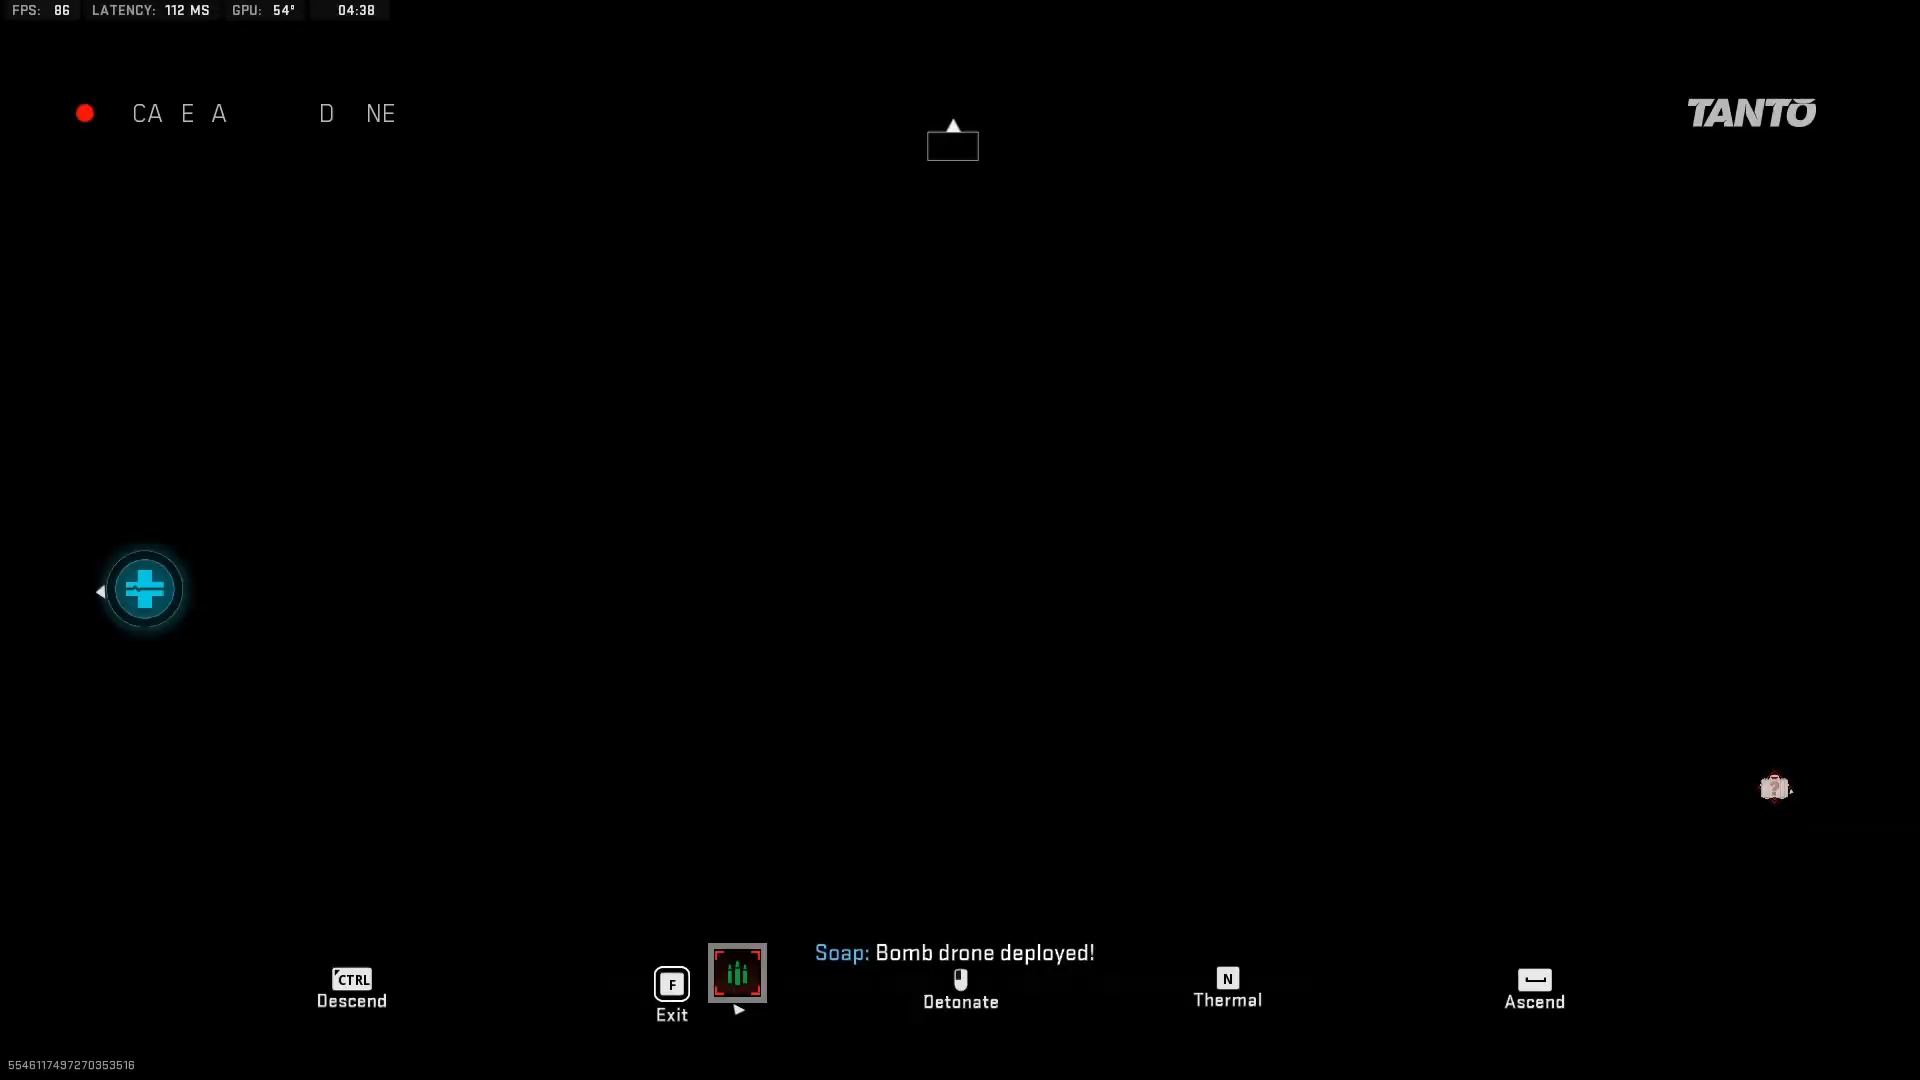 FPS: 86 LATENCY: 112 MS GPU: 54° 04:38
CA E A D NE
TANTO
?
Soap: Bomb drone deployed!
CTRL
Descend
F
Exit
Detonate
N
Thermal
Ascend
5546117497270353516